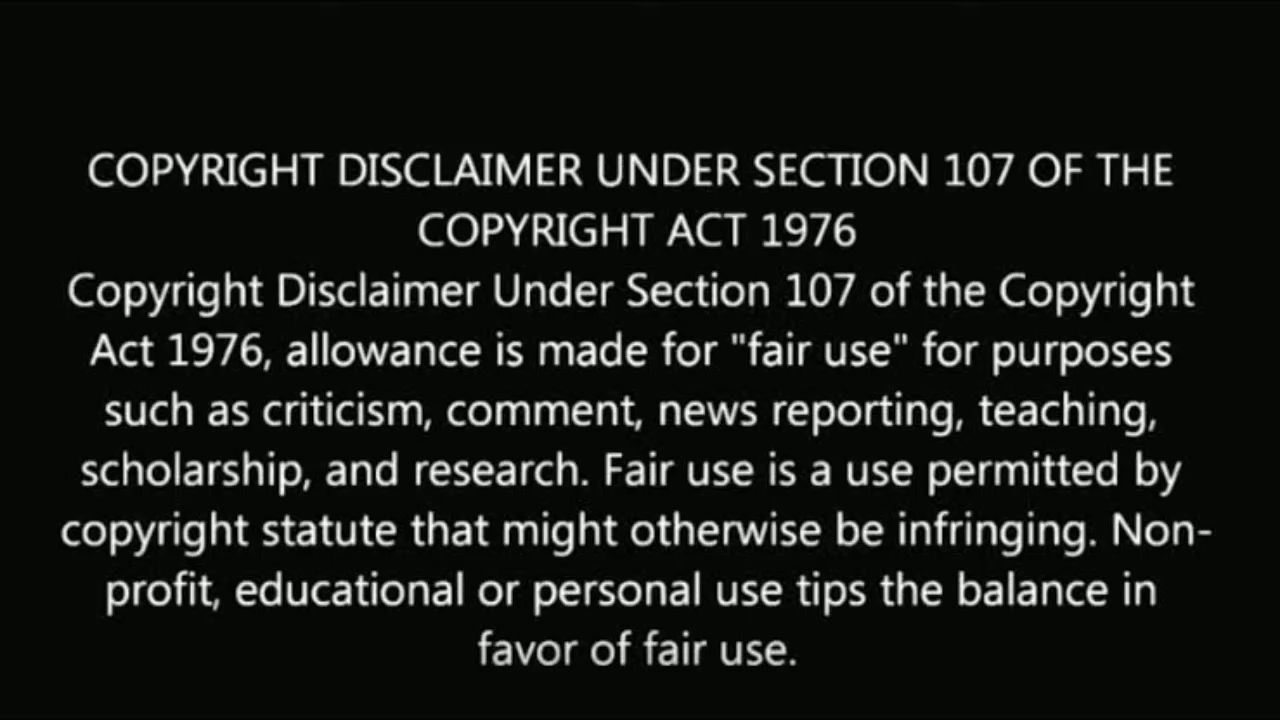 COPYRIGHT DISCLAIMER UNDER SECTION 107 OF THE
COPYRIGHT ACT 1976
Copyright Disclaimer Under Section 107 of the Copyright
Act 1976, allowance is made for "fair use" for purposes
such as criticism, comment, news reporting, teaching,
scholarship, and research. Fair use is a use permitted by
copyright statute that might otherwise be infringing. Non-
profit, educational or personal use tips the balance in
favor of fair use.